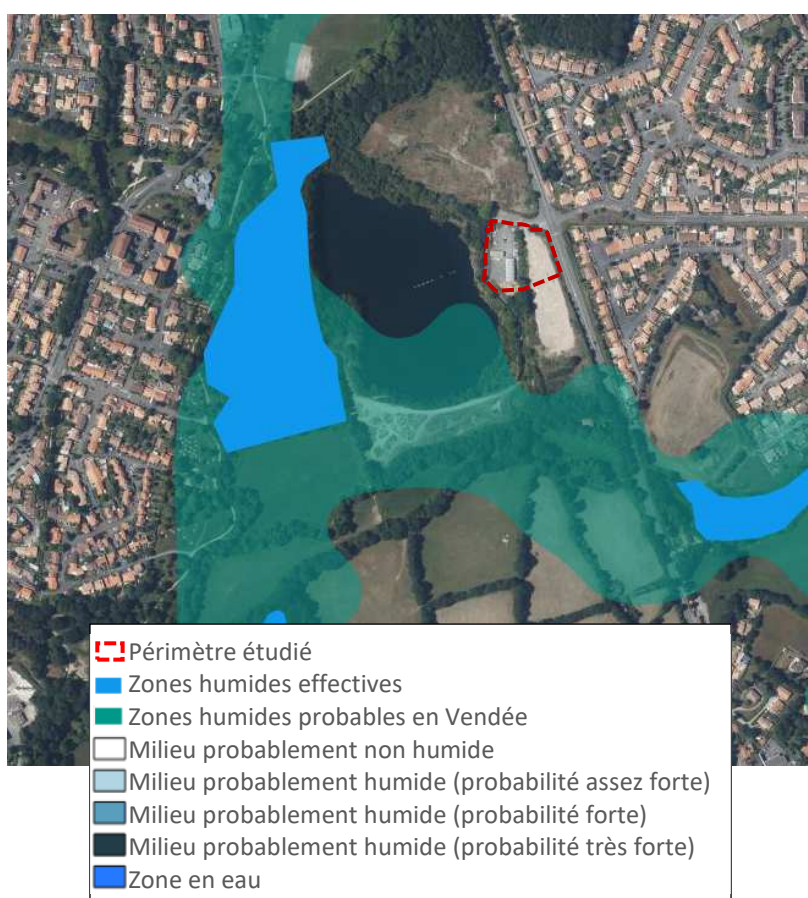 Périmètre étudié
Zones humides effectives
Zones humides probables en Vendée
Milieu probablement non humide
Milieu probablement humide (probabilité assez forte)
Milieu probablement humide (probabilité forte)
Milieu probablement humide (probabilité très forte)
Zone en eau